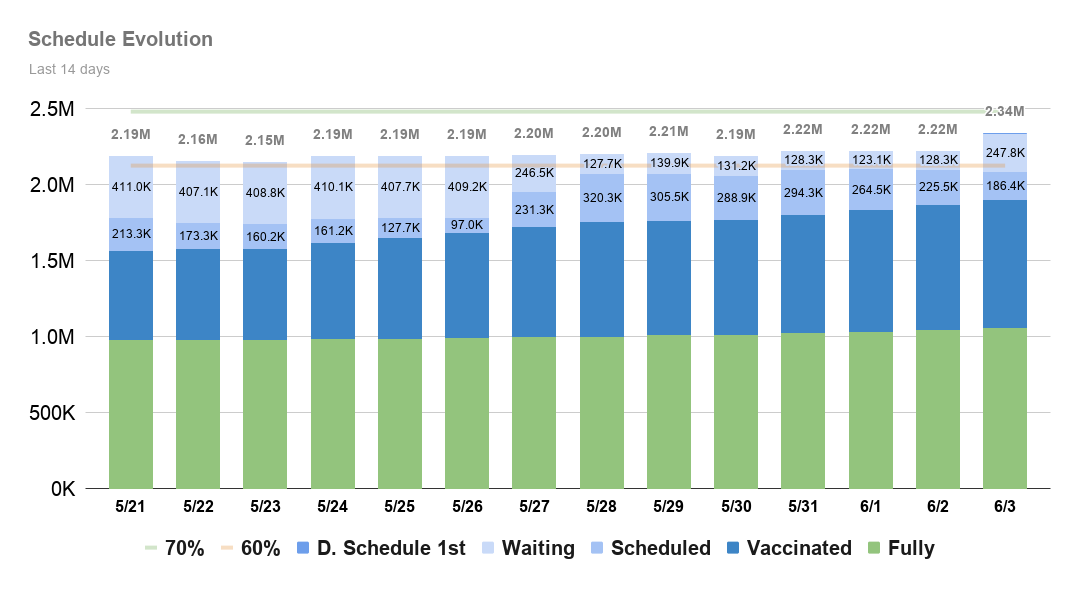 Schedule Evolution
Last 14 days
2.5M
2.0M
1.5M
1.0M
500K
0K
2.19M 2.16M 2.15M 2.19M 2.19M 2.19M 2.20M 2.20M 2.21M 2.19M 2.22M 2.22M 2.22M 2.34M
411.0K 407.1K 408.8K 410.1K 407.7K 409.2K 246.5K 127.7K 139.9K 131.2K 128.3K 123.1K 128.3K 247.8K
213.3K 173.3K 160.2K 161.2K 127.7K 97.0K 231.3K 320.3K 305.5K 288.9K 294.3K 264.5K 225.5K 186.4K
5/21 5/22 5/23 5/24 5/25 5/26 5/27 5/28 5/29 5/30 5/31 6/1 6/2 6/3
70% 60% D. Schedule 1st Waiting Scheduled Vaccinated Fully